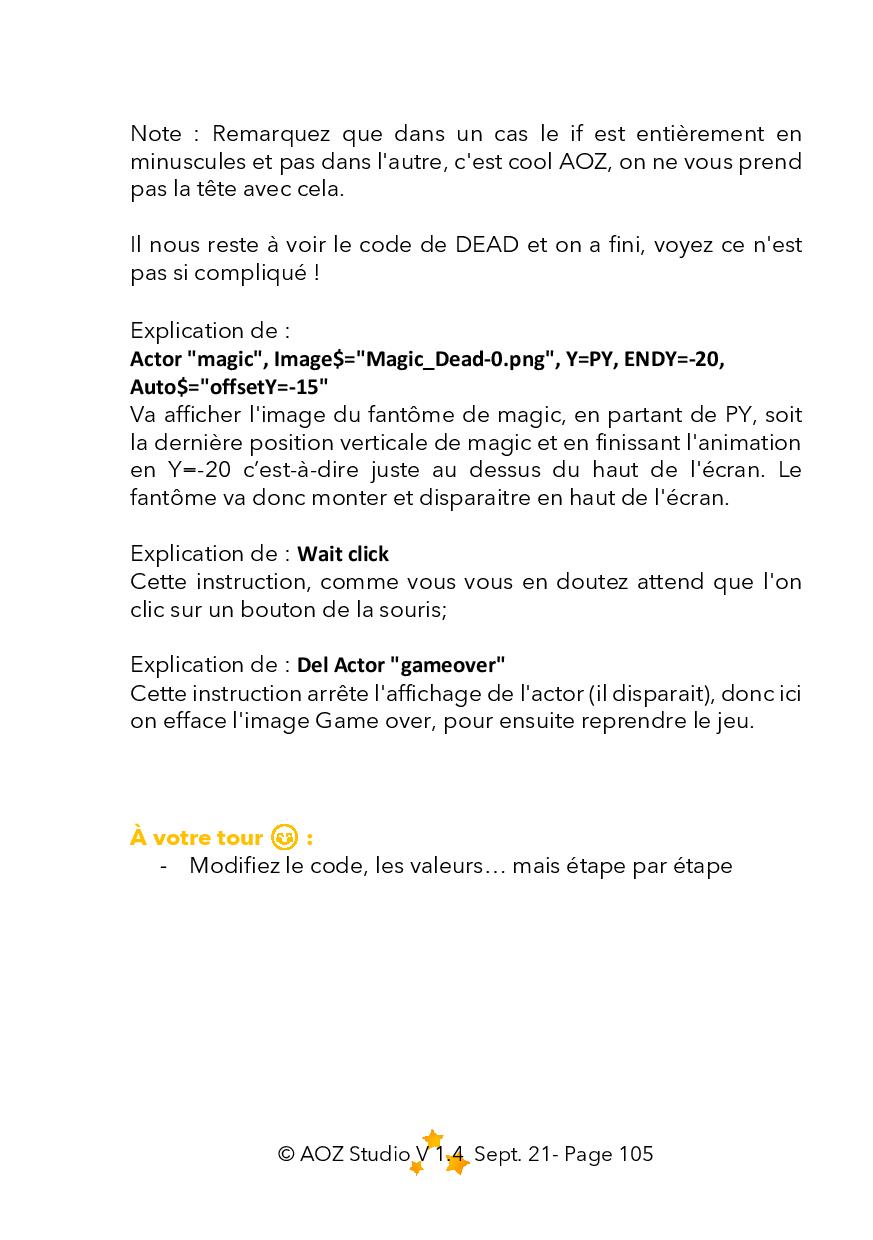 Note : Remarquez que dans un cas le if est entièrement en
minuscules et pas dans l'autre, c'est cool AOZ, on ne vous prend
pas la tête avec cela.
Il nous reste à voir le code de DEAD et on a fini, voyez ce n'est
pas si compliqué !
Explication de :
Actor "magic", Image$="Magic_Dead-0.png", Y=PY, ENDY=-20,
Auto$="offsetY=-15"
Va afficher l'image du fantôme de magic, en partant de PY, soit
la dernière position verticale de magic et en finissant l'animation
en Y=-20 c’est-à-dire juste au dessus du haut de l'écran. Le
fantôme va donc monter et disparaitre en haut de l'écran.
Explication de : Wait click
Cette instruction, comme vous vous en doutez attend que l'on
clic sur un bouton de la souris;
Explication de : Del Actor "gameover"
Cette instruction arrête l'affichage de l'actor (il disparait), donc ici
on efface l'image Game over, pour ensuite reprendre le jeu.
À votre tour 😊 :
- Modifiez le code, les valeurs… mais étape par étape
© AOZ Studio V 1.4 Sept. 21- Page 105